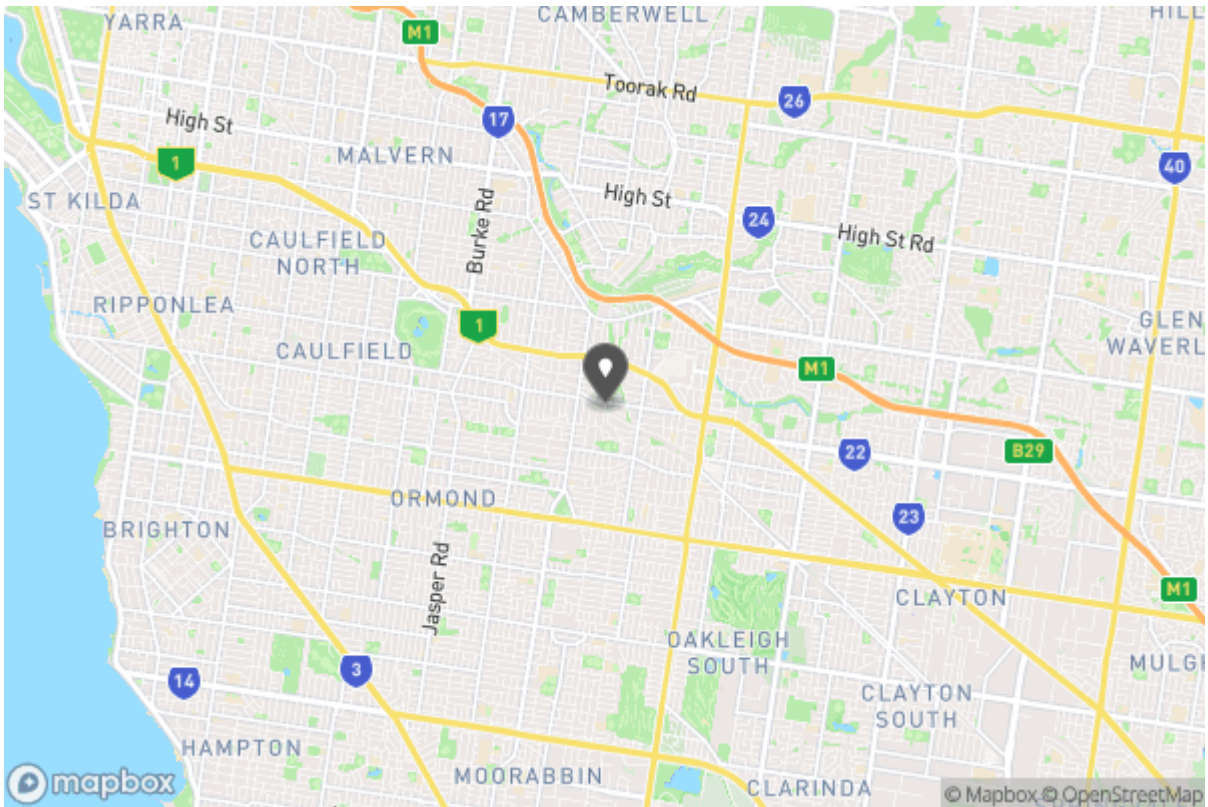 YARRA
CAMBERWELL
HILL
M1
Toorak Rd
26
17
High St
MALVERN
40
1
Burke Rd
High St
ST KILDA
24
High St Rd
CAULFIELD
NORTH
RIPPONLEA
1
GLEN
WAVERL
CAULFIELD
M1
22
B29
ORMOND
23
BRIGHTON
Jasper Rd
M1
CLAYTON
OAKLEIGH
SOUTH
MULG
3
14
CLAYTON
SOUTH
HAMPTON
MOORABBIN
CLARINDA
mapbox
© Mapbox © OpenStreetMap